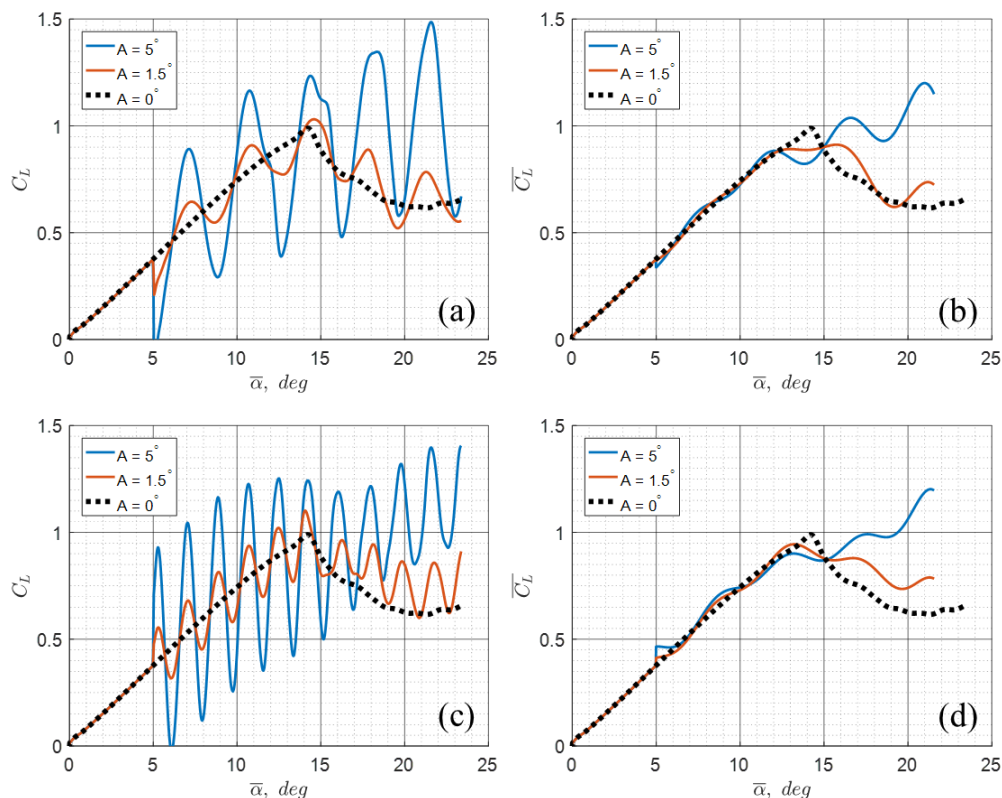 1.5
1
0.5
0
C_L
A = 5°
A = 1.5°
A = 0°
(a)
0 5 10 15 20 25
α̅, deg
1.5
1
0.5
0
C̅_L
A = 5°
A = 1.5°
A = 0°
(b)
0 5 10 15 20 25
α̅, deg
1.5
1
0.5
0
C_L
A = 5°
A = 1.5°
A = 0°
(c)
0 5 10 15 20 25
α̅, deg
1.5
1
0.5
0
C̅_L
A = 5°
A = 1.5°
A = 0°
(d)
0 5 10 15 20 25
α̅, deg